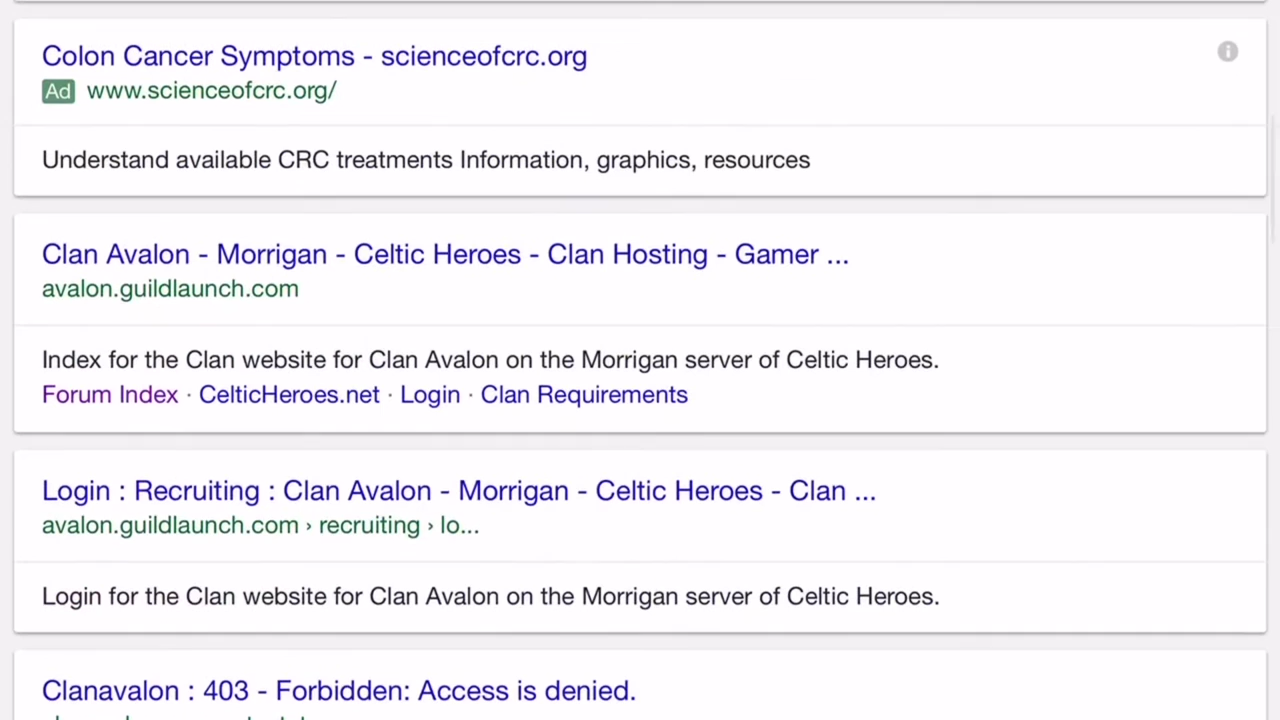 Colon Cancer Symptoms - scienceofcrc.org
Ad www.scienceofcrc.org/
Understand available CRC treatments Information, graphics, resources
Clan Avalon - Morrigan - Celtic Heroes - Clan Hosting - Gamer ...
avalon.guildlaunch.com
Index for the Clan website for Clan Avalon on the Morrigan server of Celtic Heroes.
Forum Index · CelticHeroes.net · Login · Clan Requirements
Login : Recruiting : Clan Avalon - Morrigan - Celtic Heroes - Clan ...
avalon.guildlaunch.com › recruiting › lo...
Login for the Clan website for Clan Avalon on the Morrigan server of Celtic Heroes.
Clanavalon : 403 - Forbidden: Access is denied.